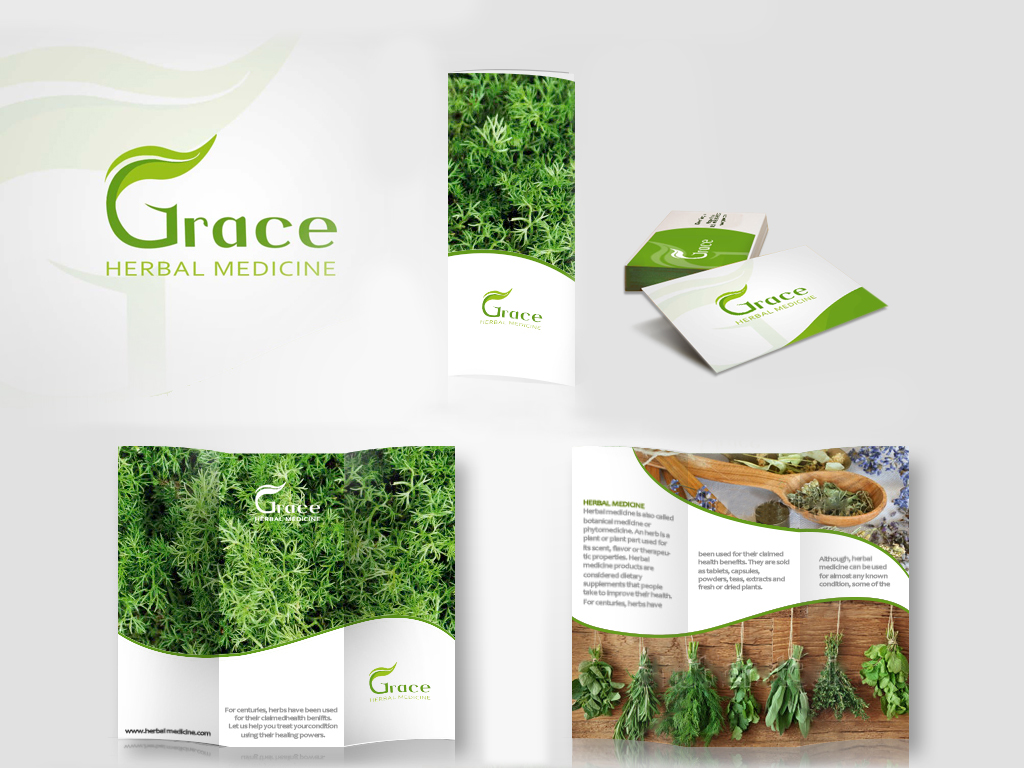 Grace
HERBAL MEDICINE
Grace
HERBAL MEDICINE
Grace
Grace
HERBAL MEDICINE
Grace
HERBAL MEDICINE
www.herbal medicine.com
For centuries, herbs have been used
for their claimedhealth benlifits.
Let us help you treat yourcondition
using their healing powers.
Grace
HERBAL MEDICINE
HERBAL MEDICINE
Herbal medicine is also called
botanical medicine or
phytomedicine. An herb is a
plant or plant part used for
its scent, flavor or therapeu-
tic properties. Herbal
medicine products are
considered dietary
supplements that people
take to improve their health.
For centuries, herbs have
been used for their claimed
health benefits. They are sold
as tablets, capsules,
powders, teas, extracts and
fresh or dried plants.
Although, herbal
medicine can be used
for almost any known
condition, some of the